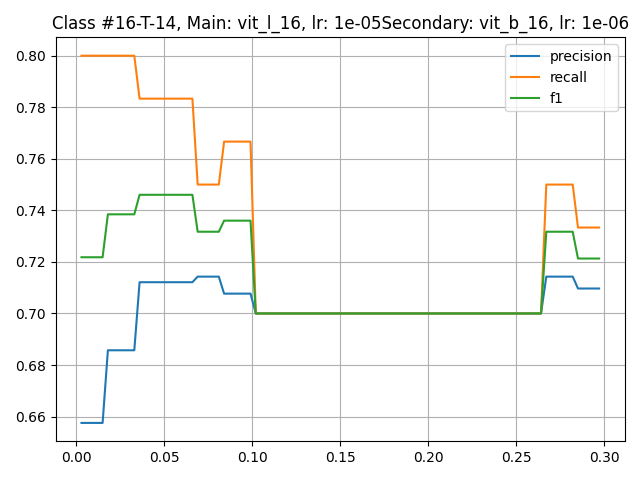 Class #16-T-14, Main: vit_l_16, lr: 1e-05Secondary: vit_b_16, lr: 1e-06
precision
recall
f1
0.80
0.78
0.76
0.74
0.72
0.70
0.68
0.66
0.00 0.05 0.10 0.15 0.20 0.25 0.30